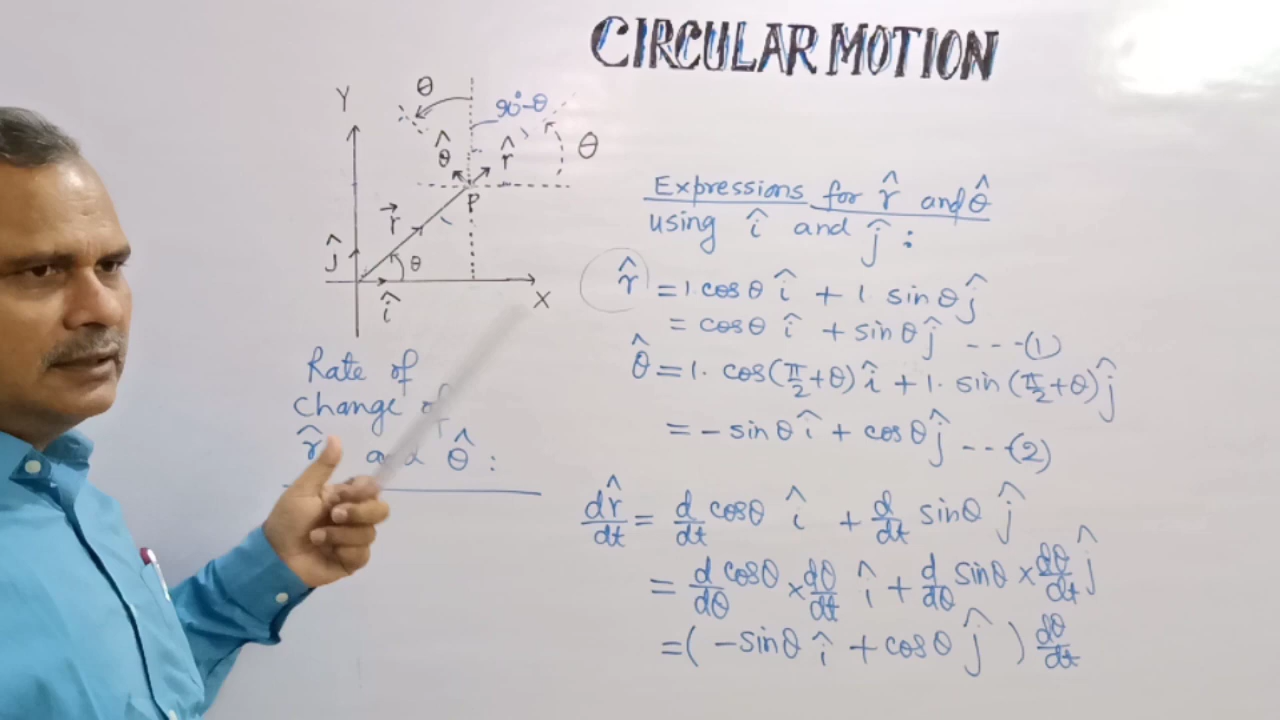 CIRCULAR MOTION
Y
θ
90°-θ
θ̂
r̂
θ
P
r⃗
ĵ
θ
î
X
Rate of
Change of
r̂ and θ̂ :
Expressions for r̂ and θ̂
using î and ĵ :
r̂ = 1. cosθ î + 1. sinθ ĵ
= cosθ î + sinθ ĵ ---(1)
θ̂ = 1. cos(π/2+θ) î + 1. sin(π/2+θ) ĵ
= - sinθ î + cosθ ĵ ---(2)
dr̂/dt = d/dt cosθ î + d/dt sinθ ĵ
= d/dθ cosθ × dθ/dt î + d/dθ sinθ × dθ/dt ĵ
= ( -sinθ î + cosθ ĵ ) dθ/dt